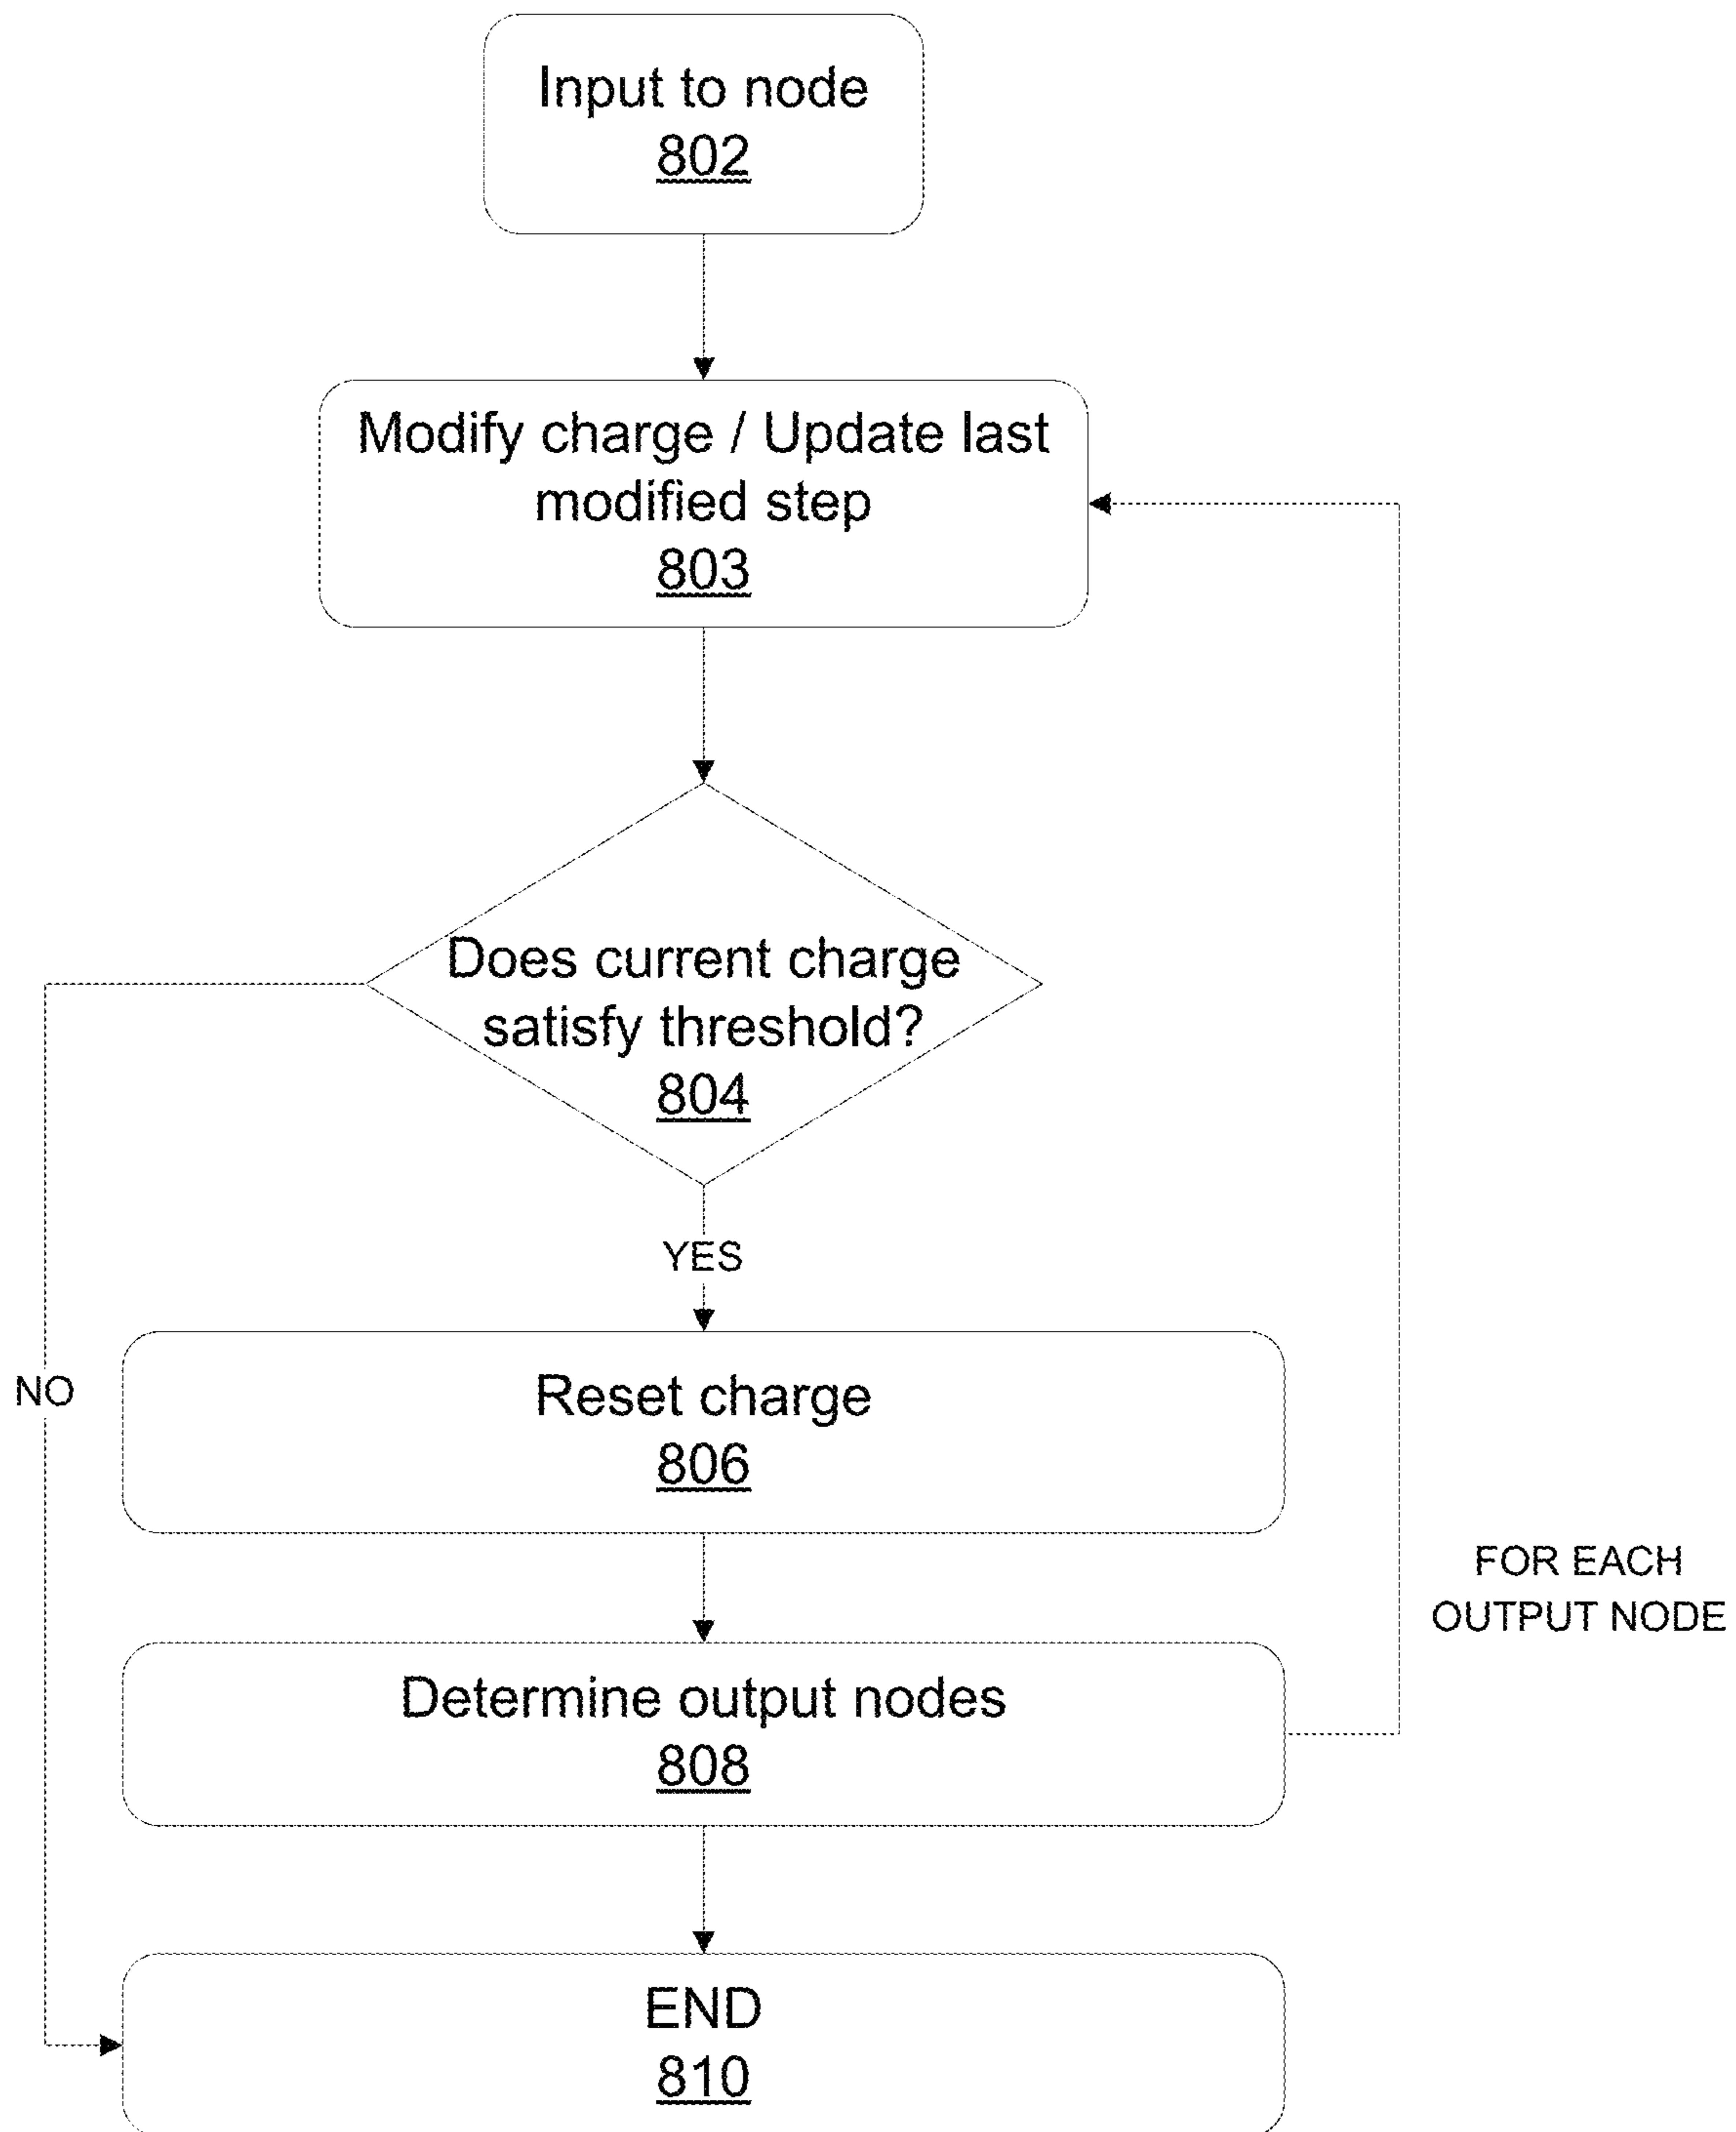 Input to node
802
Modify charge / Update last
modified step
803
Does current charge
satisfy threshold?
804
YES
NO
Reset charge
806
FOR EACH
OUTPUT NODE
Determine output nodes
808
END
810